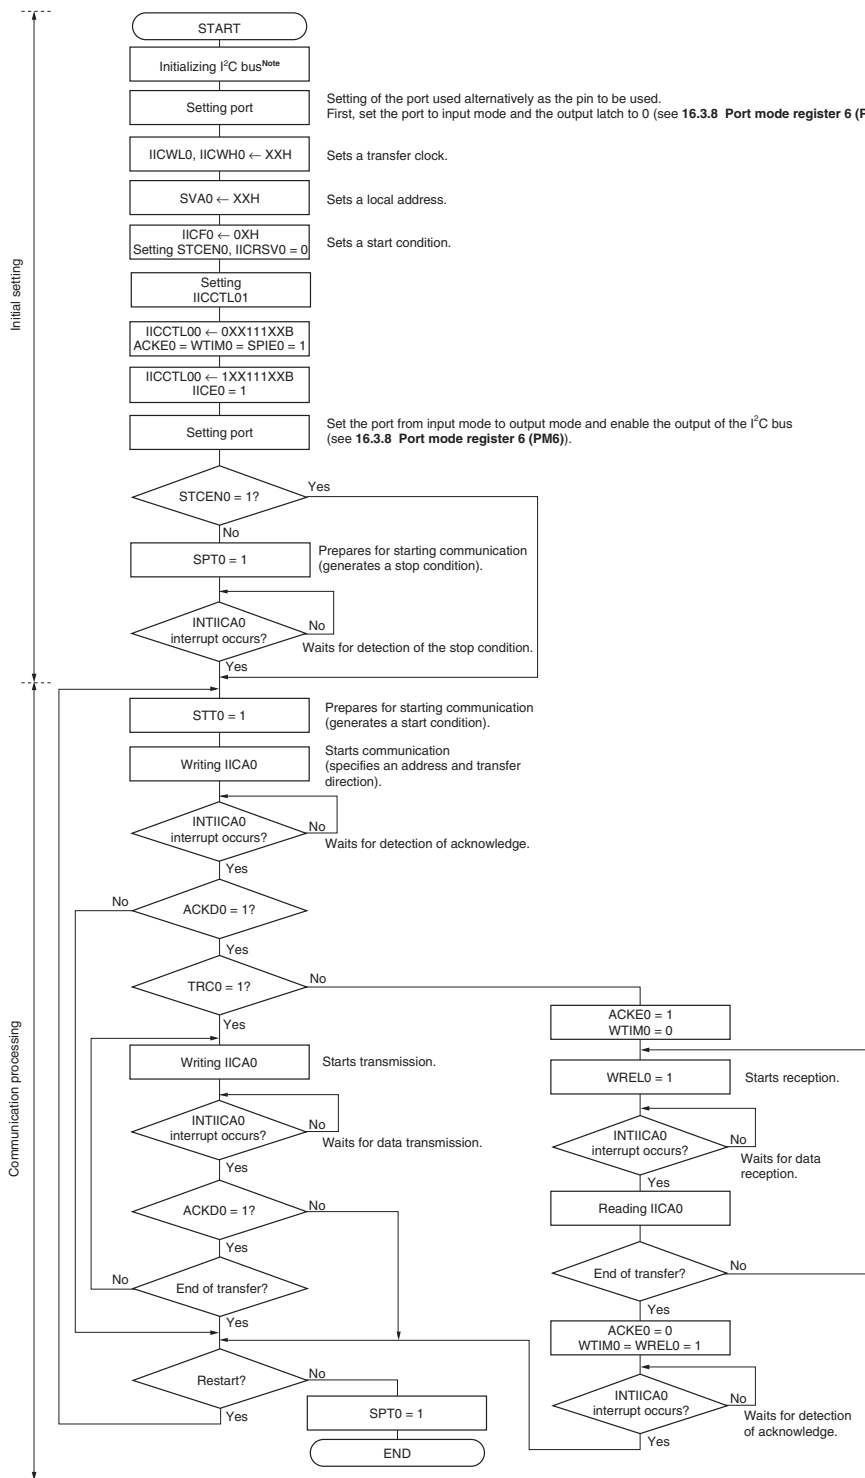 START
Initializing I²C bus^Note
Setting port
Setting of the port used alternatively as the pin to be used.
First, set the port to input mode and the output latch to 0 (see 16.3.8 Port mode register 6 (P
IICWL0, IICWH0 ← XXH
Sets a transfer clock.
SVA0 ← XXH
Sets a local address.
IICF0 ← 0XH
Setting STCEN0, IICRSV0 = 0
Sets a start condition.
Initial setting
Setting
IICCTL01
IICCTL00 ← 0XX111XXB
ACKE0 = WTIM0 = SPIE0 = 1
IICCTL00 ← 1XX111XXB
IICE0 = 1
Setting port
Set the port from input mode to output mode and enable the output of the I²C bus
(see 16.3.8 Port mode register 6 (PM6)).
STCEN0 = 1?
Yes
No
SPT0 = 1
Prepares for starting communication
(generates a stop condition).
INTIICA0
interrupt occurs?
No
Waits for detection of the stop condition.
Yes
STT0 = 1
Prepares for starting communication
(generates a start condition).
Writing IICA0
Starts communication
(specifies an address and transfer
direction).
INTIICA0
interrupt occurs?
No
Waits for detection of acknowledge.
Yes
No
ACKD0 = 1?
Yes
TRC0 = 1?
No
Yes
Communication processing
Writing IICA0
Starts transmission.
INTIICA0
interrupt occurs?
No
Waits for data transmission.
Yes
ACKD0 = 1?
No
Yes
No
End of transfer?
Yes
ACKE0 = 1
WTIM0 = 0
WREL0 = 1
Starts reception.
INTIICA0
interrupt occurs?
No
Waits for data
reception.
Yes
Reading IICA0
End of transfer?
No
Yes
ACKE0 = 0
WTIM0 = WREL0 = 1
INTIICA0
interrupt occurs?
No
Waits for detection
of acknowledge.
Yes
Restart?
No
Yes
SPT0 = 1
END